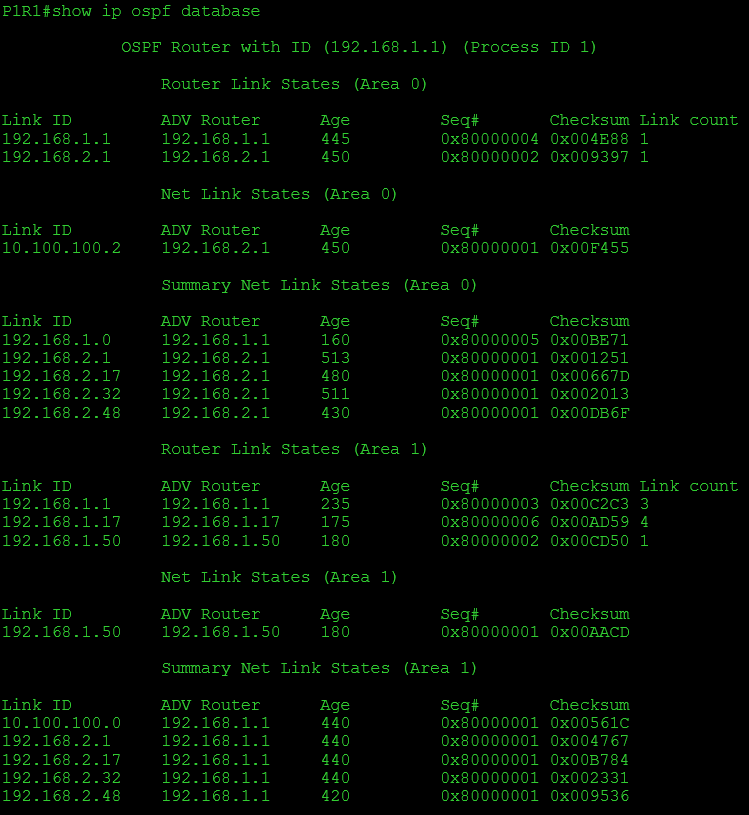 P1R1#show ip ospf database
OSPF Router with ID (192.168.1.1) (Process ID 1)
Router Link States (Area 0)
Link ID ADV Router Age Seq# Checksum Link count
192.168.1.1 192.168.1.1 445 0x80000004 0x004E88 1
192.168.2.1 192.168.2.1 450 0x80000002 0x009397 1
Net Link States (Area 0)
Link ID ADV Router Age Seq# Checksum
10.100.100.2 192.168.2.1 450 0x80000001 0x00F455
Summary Net Link States (Area 0)
Link ID ADV Router Age Seq# Checksum
192.168.1.0 192.168.1.1 160 0x80000005 0x00BE71
192.168.2.1 192.168.2.1 513 0x80000001 0x001251
192.168.2.17 192.168.2.1 480 0x80000001 0x00667D
192.168.2.32 192.168.2.1 511 0x80000001 0x002013
192.168.2.48 192.168.2.1 430 0x80000001 0x00DB6F
Router Link States (Area 1)
Link ID ADV Router Age Seq# Checksum Link count
192.168.1.1 192.168.1.1 235 0x80000003 0x00C2C3 3
192.168.1.17 192.168.1.17 175 0x80000006 0x00AD59 4
192.168.1.50 192.168.1.50 180 0x80000002 0x00CD50 1
Net Link States (Area 1)
Link ID ADV Router Age Seq# Checksum
192.168.1.50 192.168.1.50 180 0x80000001 0x00AACD
Summary Net Link States (Area 1)
Link ID ADV Router Age Seq# Checksum
10.100.100.0 192.168.1.1 440 0x80000001 0x00561C
192.168.2.1 192.168.1.1 440 0x80000001 0x004767
192.168.2.17 192.168.1.1 440 0x80000001 0x00B784
192.168.2.32 192.168.1.1 440 0x80000001 0x002331
192.168.2.48 192.168.1.1 420 0x80000001 0x009536